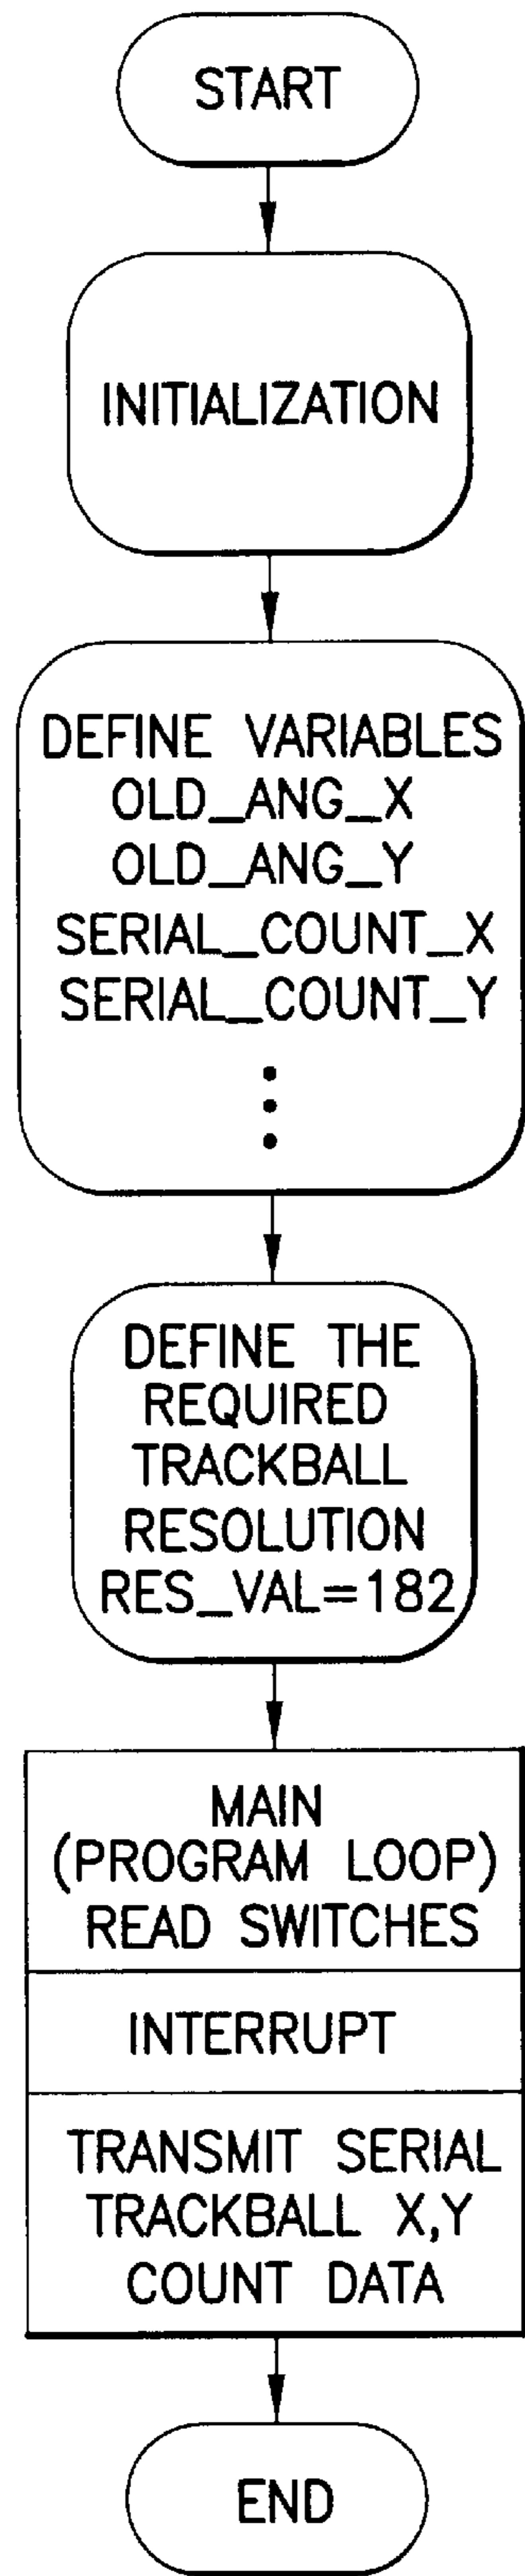 START
INITIALIZATION
DEFINE VARIABLES
OLD_ANG_X
OLD_ANG_Y
SERIAL_COUNT_X
SERIAL_COUNT_Y
DEFINE THE
REQUIRED
TRACKBALL
RESOLUTION
RES_VAL=182
MAIN
(PROGRAM LOOP)
READ SWITCHES
INTERRUPT
TRANSMIT SERIAL
TRACKBALL X,Y
COUNT DATA
END